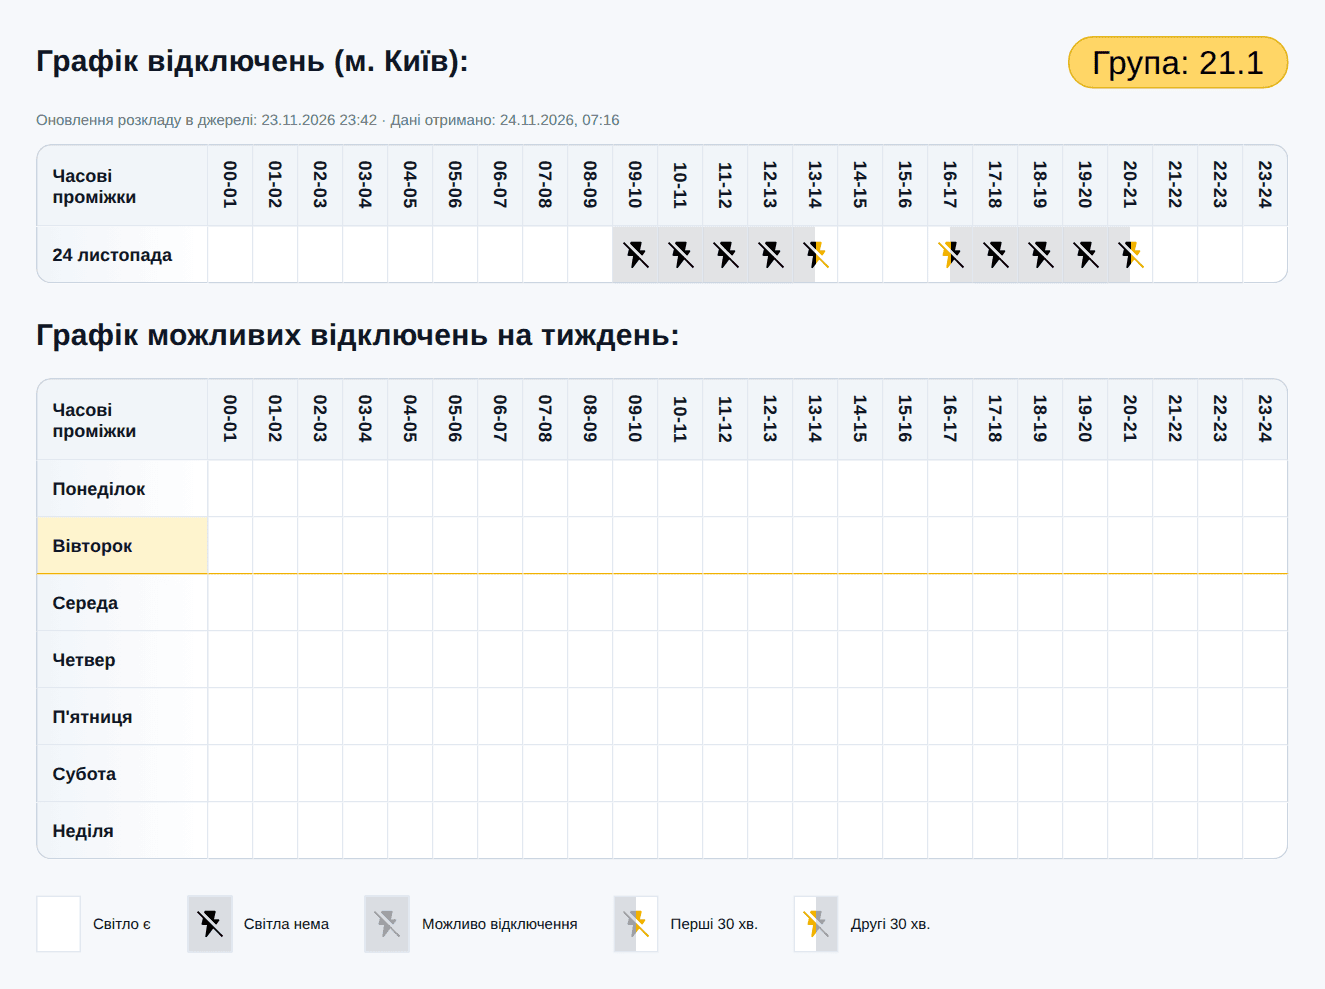 Графік відключень (м. Київ):
Група: 21.1
Оновлення розкладу в джерелі: 23.11.2026 23:42 · Дані отримано: 24.11.2026, 07:16
Часові проміжки 00-01 01-02 02-03 03-04 04-05 05-06 06-07 07-08 08-09 09-10 10-11 11-12 12-13 13-14 14-15 15-16 16-17 17-18 18-19 19-20 20-21 21-22 22-23 23-24
24 листопада
Графік можливих відключень на тиждень:
Часові проміжки 00-01 01-02 02-03 03-04 04-05 05-06 06-07 07-08 08-09 09-10 10-11 11-12 12-13 13-14 14-15 15-16 16-17 17-18 18-19 19-20 20-21 21-22 22-23 23-24
Понеділок
Вівторок
Середа
Четвер
П'ятниця
Субота
Неділя
Світло є Світла нема Можливо відключення Перші 30 хв. Другі 30 хв.